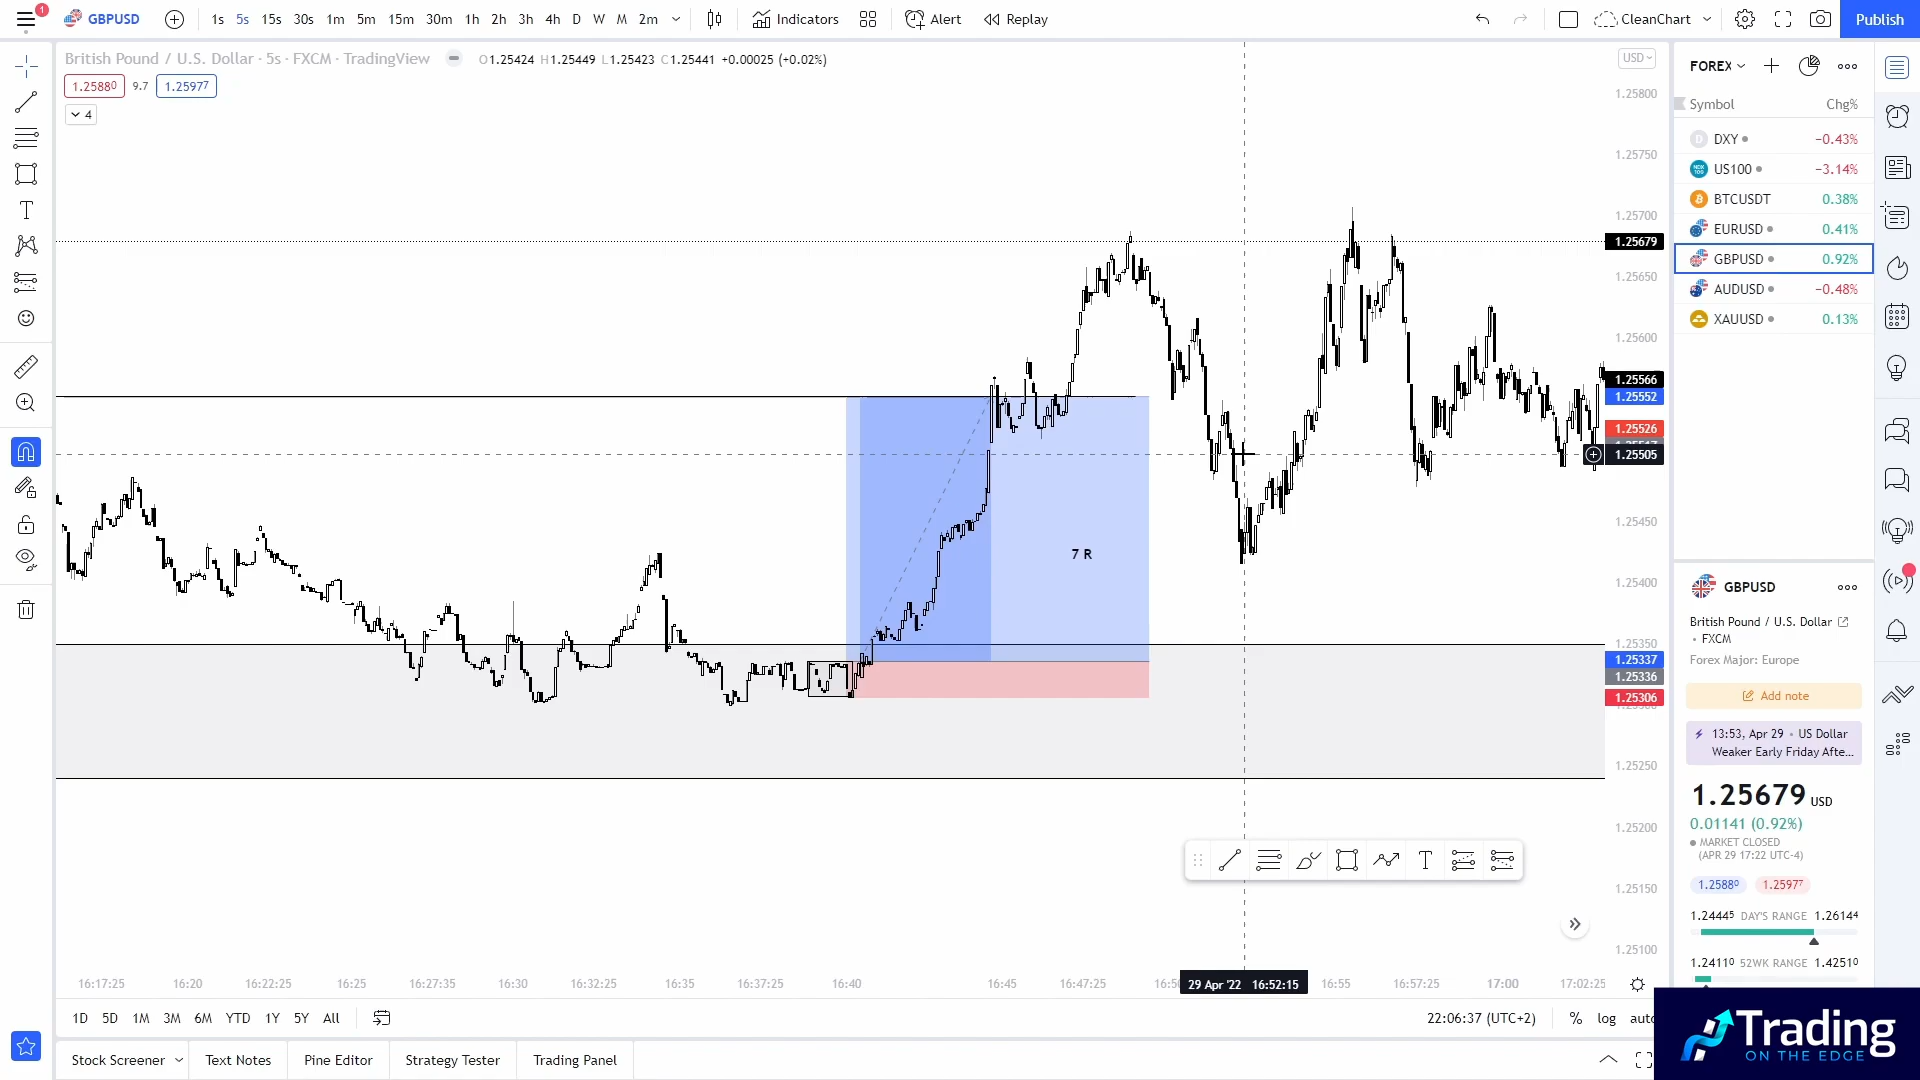 1
GBPUSD
1s 5s 15s 30s 1m 5m 15m 30m 1h 2h 3h 4h D W M 2m
Indicators
Alert
Replay
CleanChart
Publish
British Pound / U.S. Dollar · 5s · FXCM · TradingView
O1.25424 H1.25449 L1.25423 C1.25441 +0.00025 (+0.02%)
1.25880 9.7 1.25977
4
USD
1.25800
1.25750
1.25700
1.25679
1.25650
1.25600
1.25566
1.25552
1.25526
1.25505
1.25450
1.25400
1.25350
1.25337
1.25336
1.25306
1.25250
1.25200
1.25150
1.25100
7 R
16:17:25 16:20 16:22:25 16:25 16:27:35 16:30 16:32:25 16:35 16:37:25 16:40 16:45 16:47:25 29 Apr '22 16:52:15 16:55 16:57:25 17:00 17:02:25
1D 5D 1M 3M 6M YTD 1Y 5Y All
22:06:37 (UTC+2) % log auto
Stock Screener Text Notes Pine Editor Strategy Tester Trading Panel
FOREX
Symbol Chg%
DXY −0.43%
US100 −3.14%
BTCUSDT 0.38%
EURUSD 0.41%
GBPUSD 0.92%
AUDUSD −0.48%
XAUUSD 0.13%
GBPUSD
British Pound / U.S. Dollar
• FXCM
Forex Major: Europe
Add note
13:53, Apr 29 • US Dollar
Weaker Early Friday Afte...
1.25679 USD
0.01141 (0.92%)
MARKET CLOSED
(APR 29 17:22 UTC-4)
1.25880 1.25977
1.24445 DAY'S RANGE 1.26144
1.24110 52WK RANGE 1.42510
Trading
ON THE EDGE